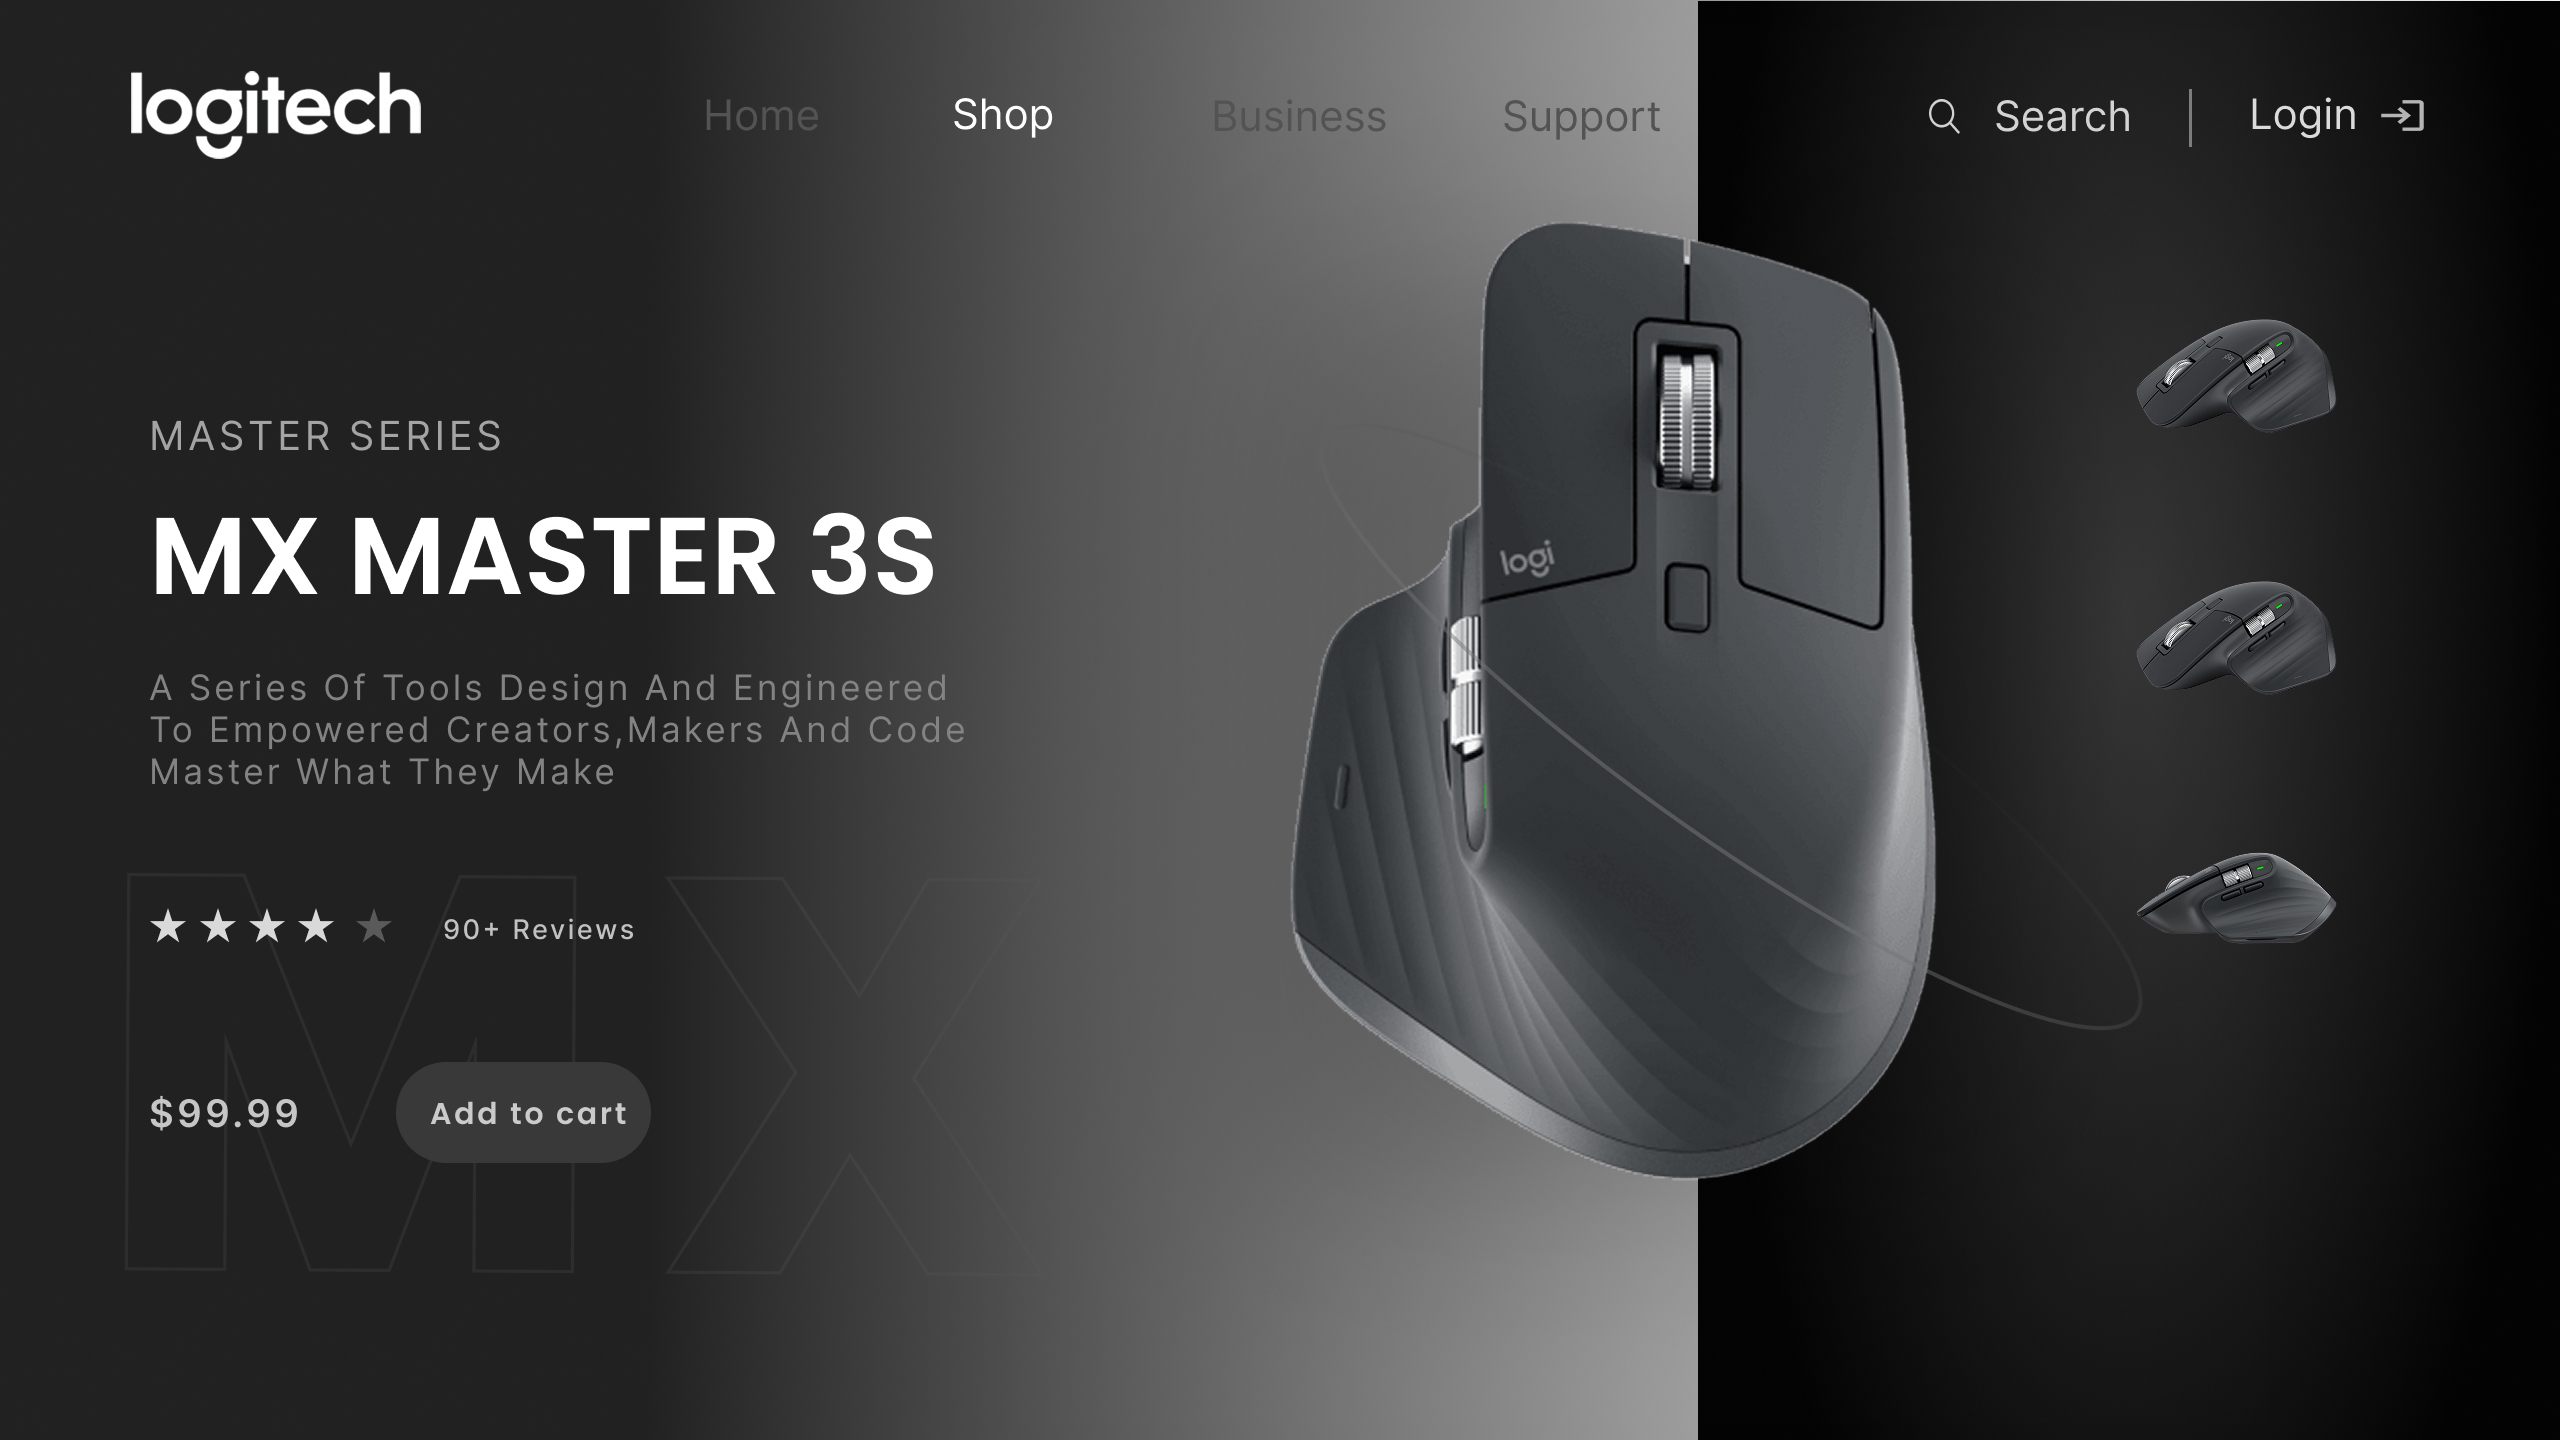 logitech
Home
Shop
Business
Support
Search
Login
MASTER SERIES
MX MASTER 3S
A Series Of Tools Design And Engineered
To Empowered Creators,Makers And Code
Master What They Make
90+ Reviews
$99.99
Add to cart
MX
logi